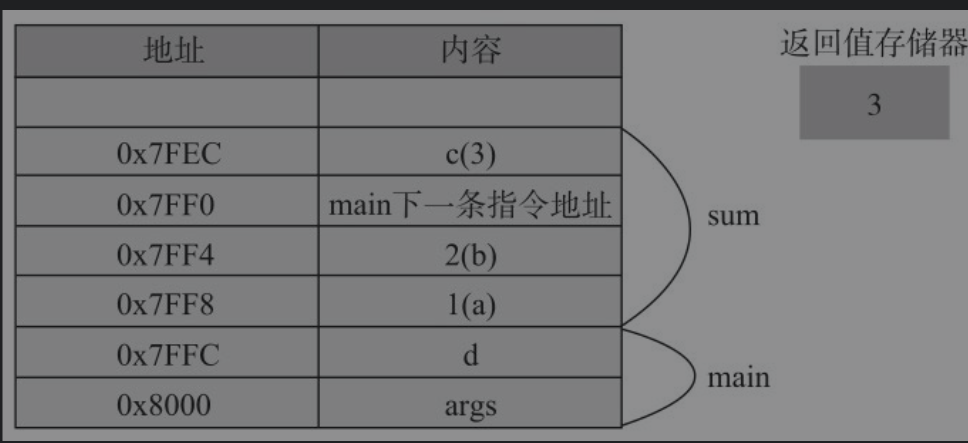 地址 内容
0x7FEC c(3)
0x7FF0 main下一条指令地址
0x7FF4 2(b)
0x7FF8 1(a)
0x7FFC d
0x8000 args
sum
main
返回值存储器
3